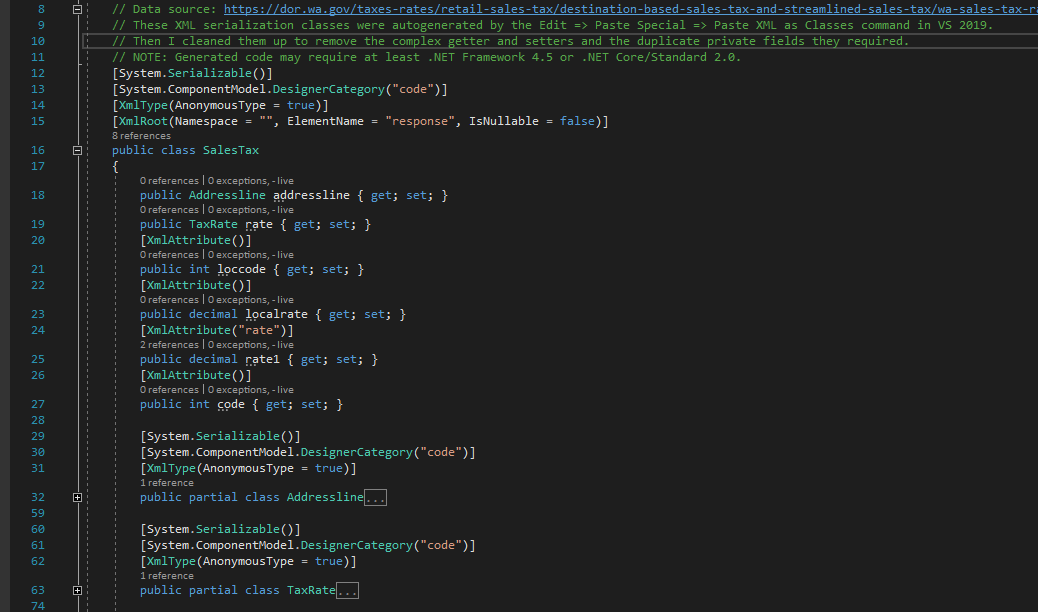 8 // Data source: https://dor.wa.gov/taxes-rates/retail-sales-tax/destination-based-sales-tax-and-streamlined-sales-tax/wa-sales-tax-ra
9 // These XML serialization classes were autogenerated by the Edit => Paste Special => Paste XML as Classes command in VS 2019.
10 // Then I cleaned them up to remove the complex getter and setters and the duplicate private fields they required.
11 // NOTE: Generated code may require at least .NET Framework 4.5 or .NET Core/Standard 2.0.
12 [System.Serializable()]
13 [System.ComponentModel.DesignerCategory("code")]
14 [XmlType(AnonymousType = true)]
15 [XmlRoot(Namespace = "", ElementName = "response", IsNullable = false)]
8 references
16 public class SalesTax
17 {
0 references | 0 exceptions, - live
18 public Addressline addressline { get; set; }
0 references | 0 exceptions, - live
19 public TaxRate rate { get; set; }
20 [XmlAttribute()]
0 references | 0 exceptions, - live
21 public int loccode { get; set; }
22 [XmlAttribute()]
0 references | 0 exceptions, - live
23 public decimal localrate { get; set; }
24 [XmlAttribute("rate")]
2 references | 0 exceptions, - live
25 public decimal rate1 { get; set; }
26 [XmlAttribute()]
0 references | 0 exceptions, - live
27 public int code { get; set; }
28
29 [System.Serializable()]
30 [System.ComponentModel.DesignerCategory("code")]
31 [XmlType(AnonymousType = true)]
1 reference
32 public partial class Addressline...
59
60 [System.Serializable()]
61 [System.ComponentModel.DesignerCategory("code")]
62 [XmlType(AnonymousType = true)]
1 reference
63 public partial class TaxRate...
74